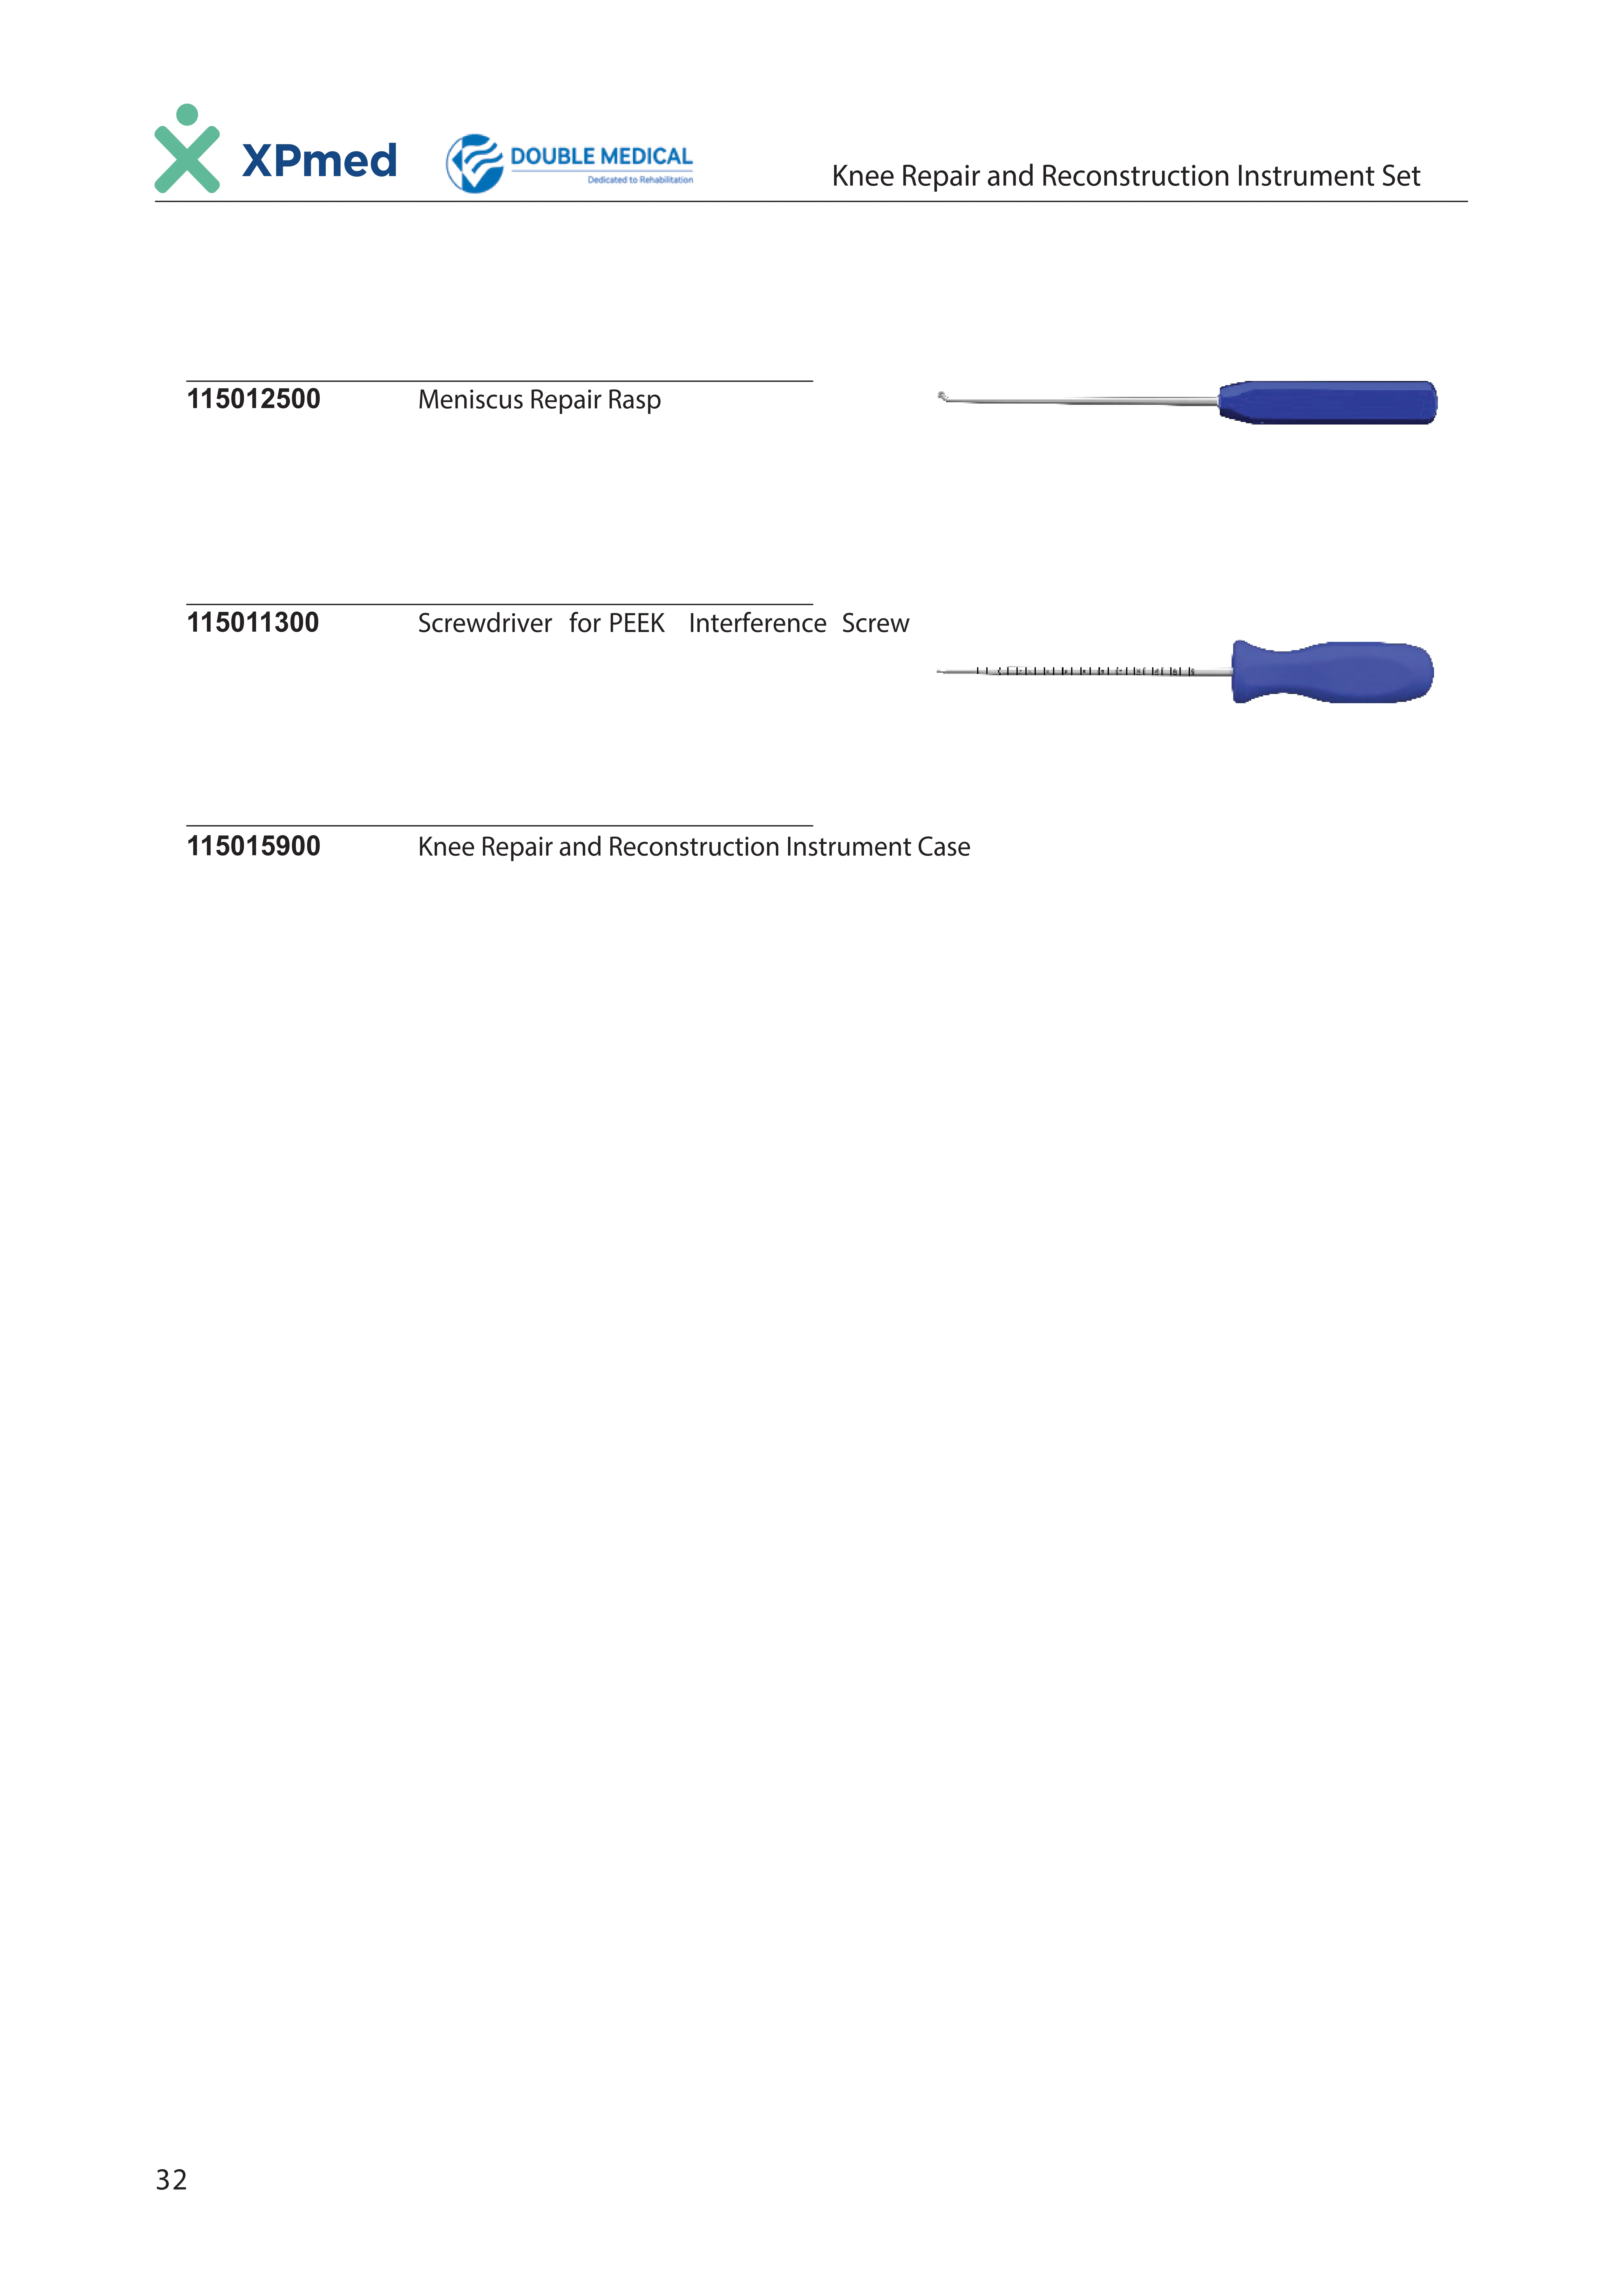 XPmed
DOUBLE MEDICAL
Dedicated to Rehabilitation
Knee Repair and Reconstruction Instrument Set
115012500 Meniscus Repair Rasp
115011300 Screwdriver for PEEK Interference Screw
115015900 Knee Repair and Reconstruction Instrument Case
32